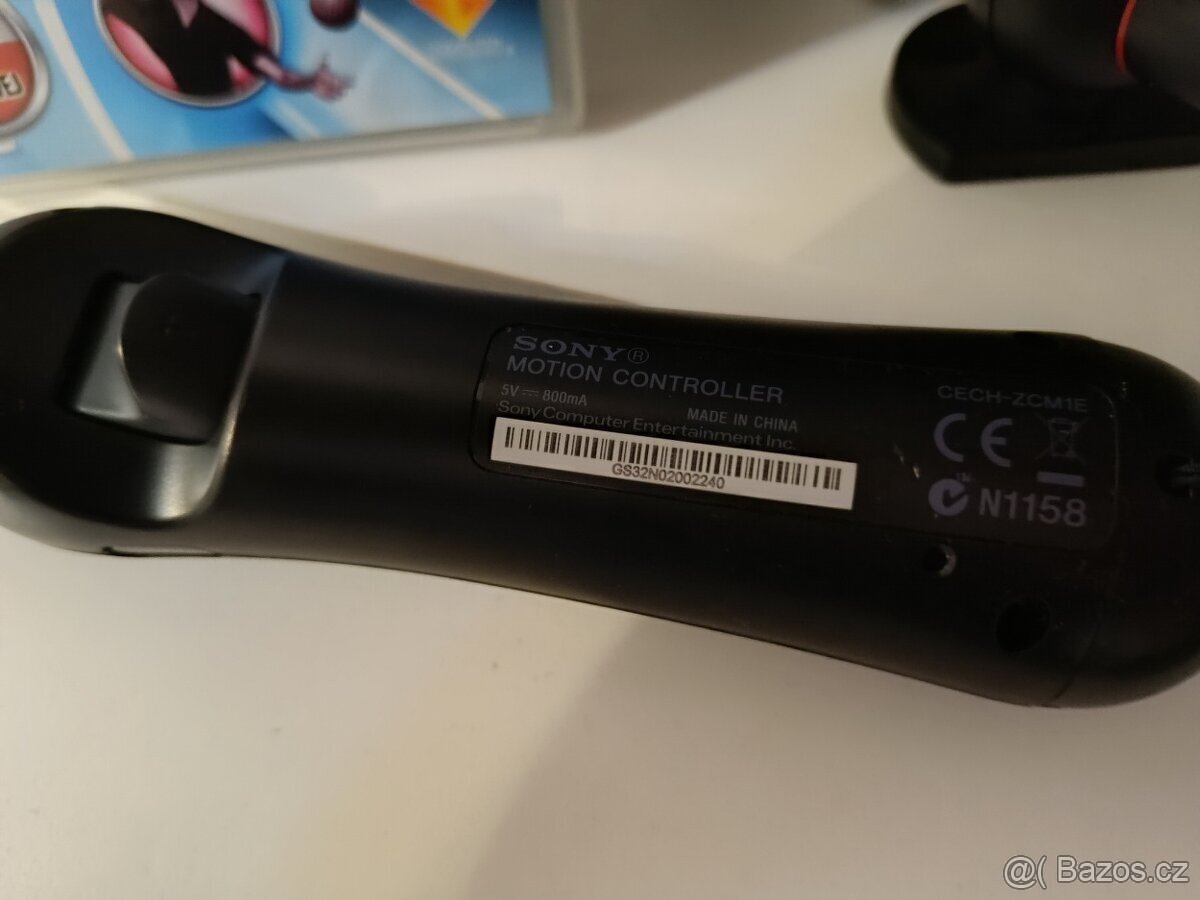 SONY®
MOTION CONTROLLER
5V 800mA
MADE IN CHINA
Sony Computer Entertainment Inc.
GS32N02002240
CECH-ZCM1E
CE
N1158
@( Bazos.cz